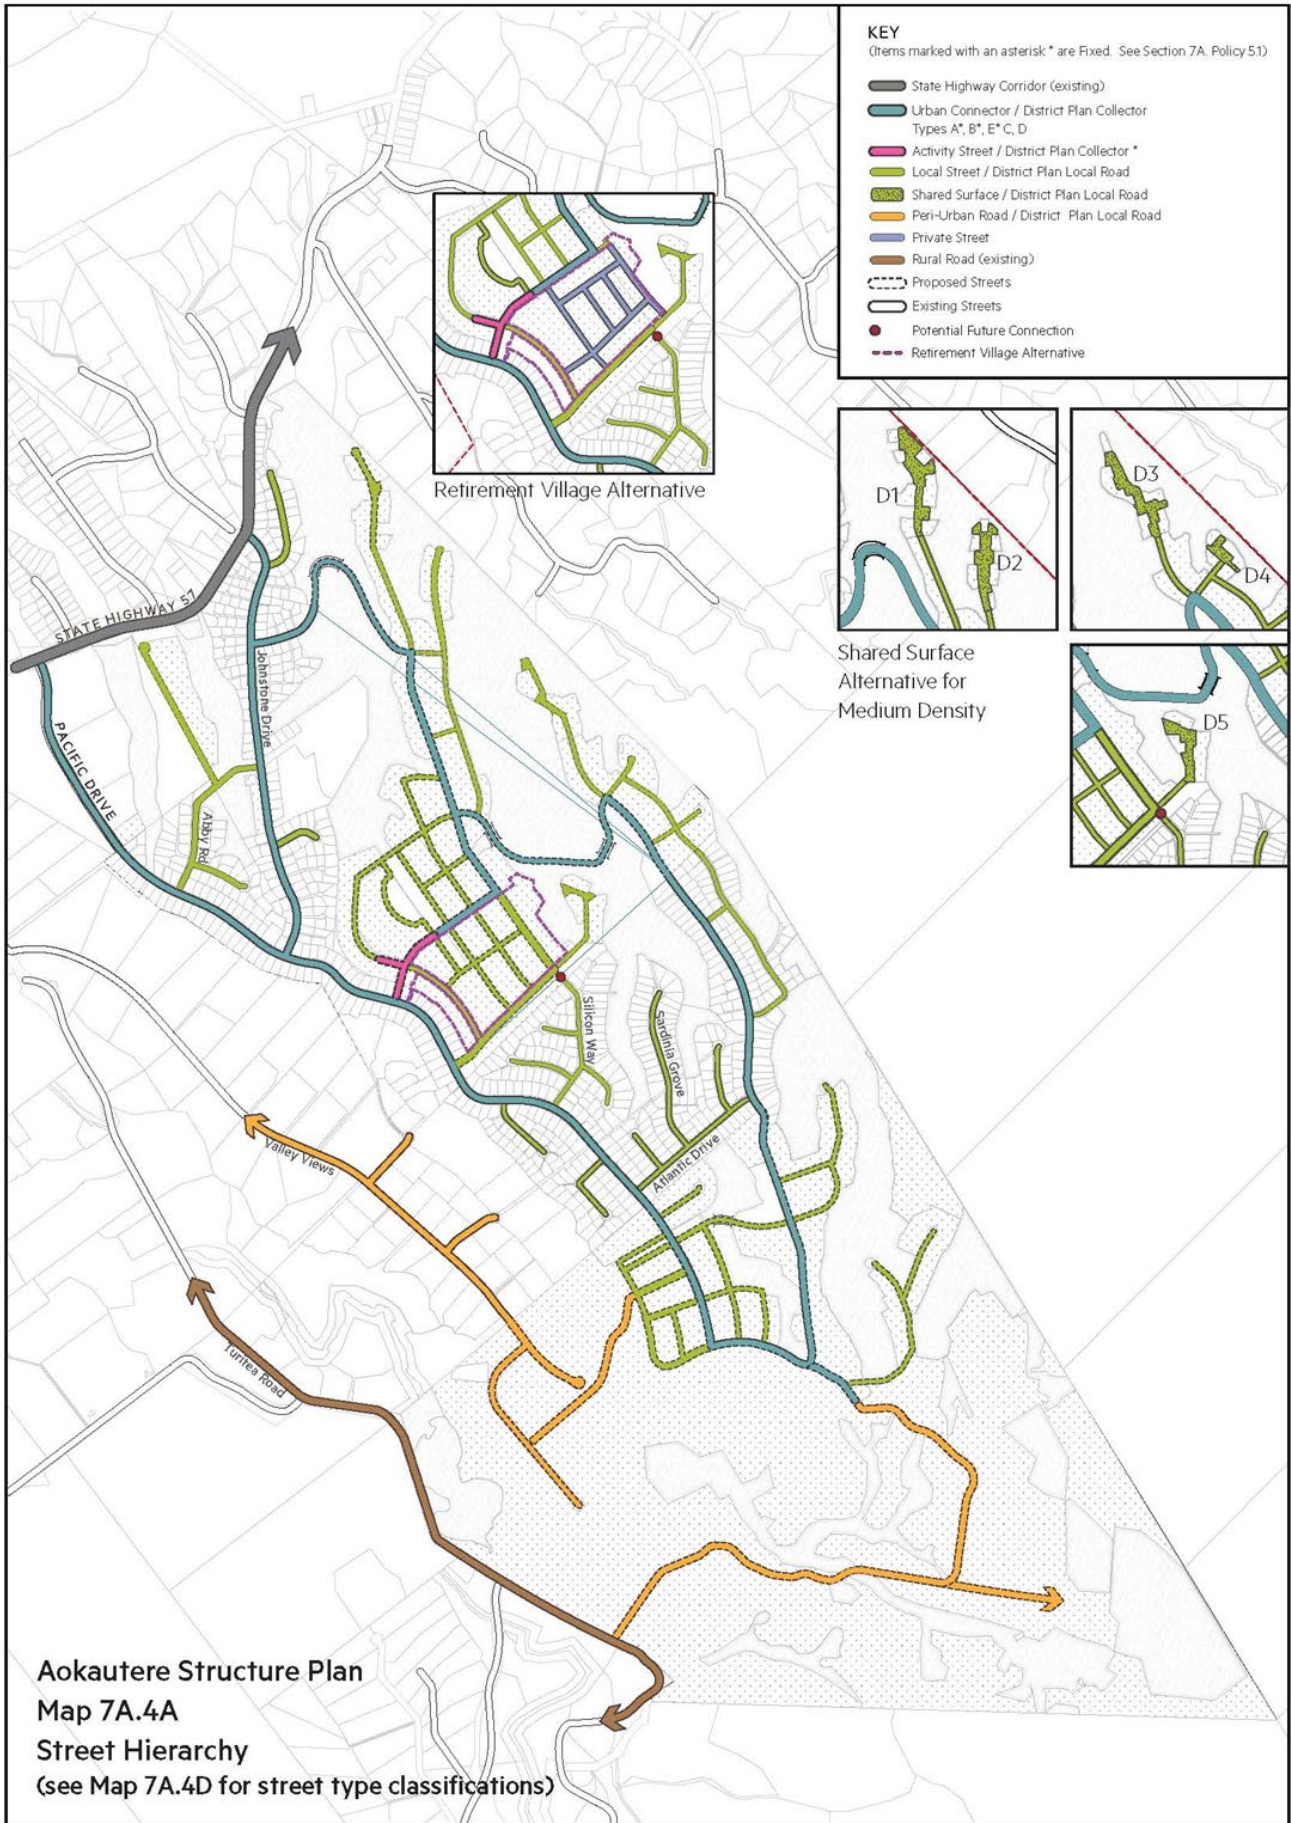 KEY
(Items marked with an asterisk * are Fixed. See Section 7A. Policy 5.1)
State Highway Corridor (existing)
Urban Connector / District Plan Collector
Types A*, B*, E* C, D
Activity Street / District Plan Collector *
Local Street / District Plan Local Road
Shared Surface / District Plan Local Road
Peri-Urban Road / District Plan Local Road
Private Street
Rural Road (existing)
Proposed Streets
Existing Streets
Potential Future Connection
Retirement Village Alternative
Retirement Village Alternative
D1
D2
D3
D4
Shared Surface
Alternative for
Medium Density
D5
STATE HIGHWAY 57
Johnstone Drive
PACIFIC DRIVE
Abby Rd
Silicon Way
Sardinia Grove
Atlantic Drive
Valley Views
Turitea Road
Aokautere Structure Plan
Map 7A.4A
Street Hierarchy
(see Map 7A.4D for street type classifications)